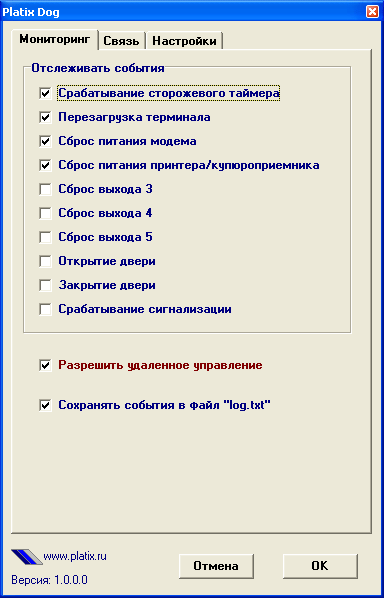 Platix Dog
Мониторинг Связь Настройки
Отслеживать события
Срабатывание сторожевого таймера
Перезагрузка терминала
Сброс питания модема
Сброс питания принтера/купюроприемника
Сброс выхода 3
Сброс выхода 4
Сброс выхода 5
Открытие двери
Закрытие двери
Срабатывание сигнализации
Разрешить удаленное управление
Сохранять события в файл "log.txt"
www.platix.ru
Версия: 1.0.0.0
Отмена OK